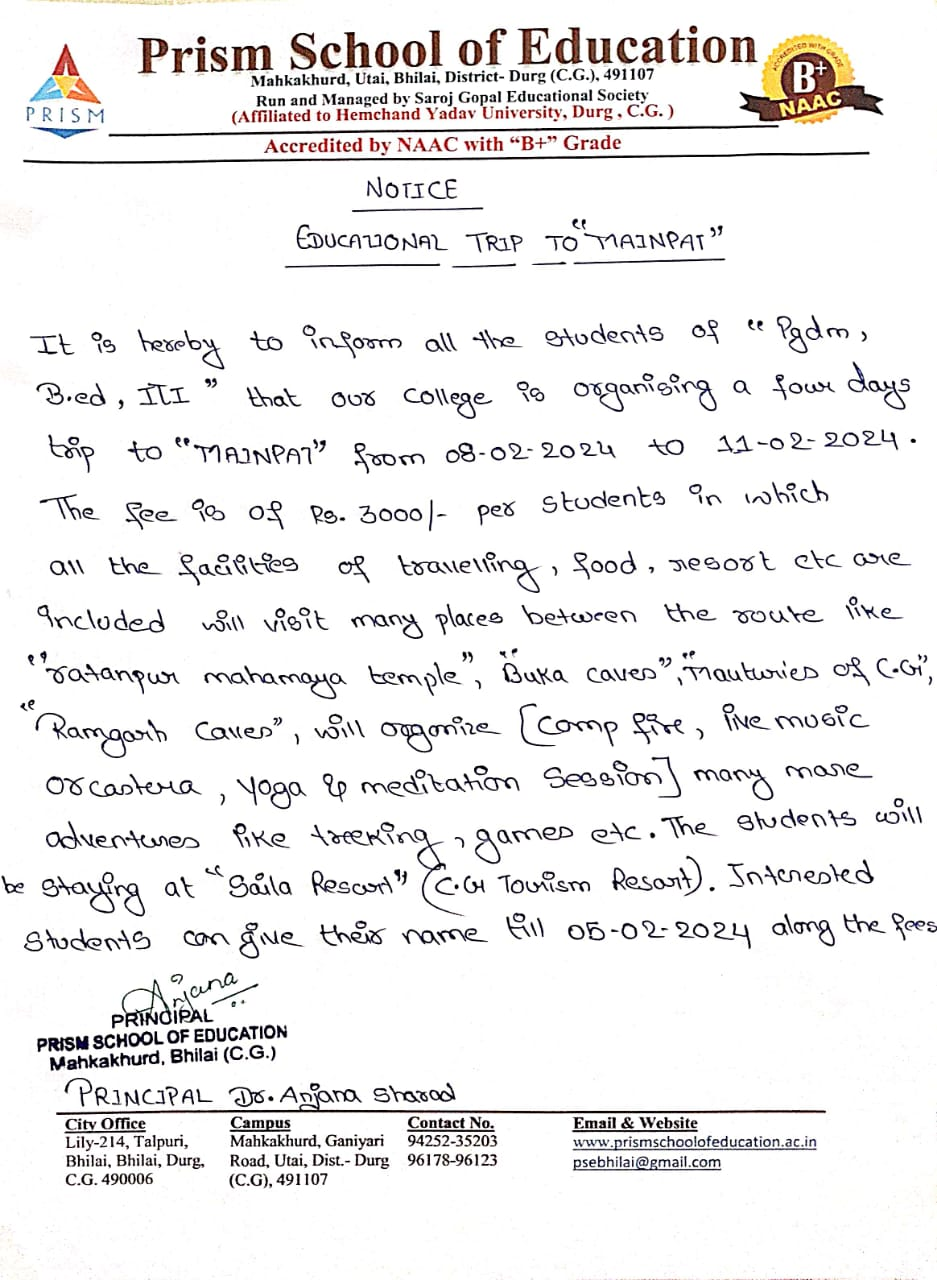 Prism School of Education
Mahkakhurd, Utai, Bhilai, District- Durg (C.G.), 491107
Run and Managed by Saroj Gopal Educational Society
(Affiliated to Hemchand Yadav University, Durg , C.G. )
Accredited by NAAC with “B+” Grade
PRISM
ACCREDITED WITH GRADE
B+
NAAC
NOTICE
EDUCATIONAL TRIP TO “MAINPAT”
It is hereby to inform all the students of “Pgdm,
B.ed, ITI” that our college is organising a four days
trip to “MAINPAT” from 08-02-2024 to 11-02-2024.
The fee is of Rs. 3000/- per students in which
all the facilities of travelling, food, resort etc are
included will visit many places between the route like
“ratanpur mahamaya temple”, “Buka caves”, “Mauturies of C.G”,
“Ramgarh Caves”, will organize [Camp fire, live music
orcastera, yoga & meditation session] many more
adventures like treeking, games etc. The students will
be staying at “Saila Resort” (C.G Tourism Resort). Interested
students can give their name till 05-02-2024 along the fees
Anjana
PRINCIPAL
PRISM SCHOOL OF EDUCATION
Mahkakhurd, Bhilai (C.G.)
PRINCIPAL Dr. Anjana Sharad
City Office
Lily-214, Talpuri,
Bhilai, Bhilai, Durg,
C.G. 490006
Campus
Mahkakhurd, Ganiyari
Road, Utai, Dist.- Durg
(C.G), 491107
Contact No.
94252-35203
96178-96123
Email & Website
www.prismschoolofeducation.ac.in
psebhilai@gmail.com